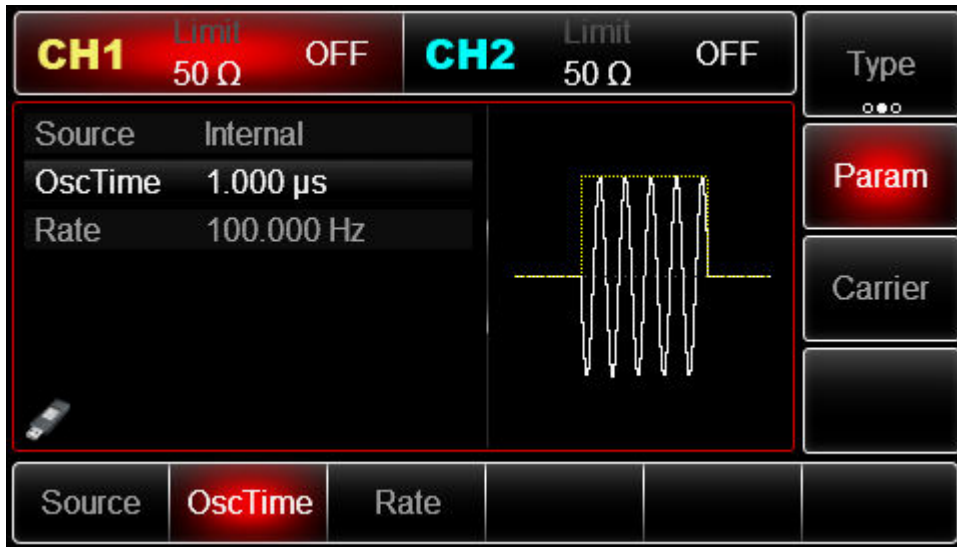 CH1 Limit 50 Ω OFF CH2 Limit 50 Ω OFF
Type
Source Internal
OscTime 1.000 µs
Rate 100.000 Hz
Param
Carrier
Source OscTime Rate